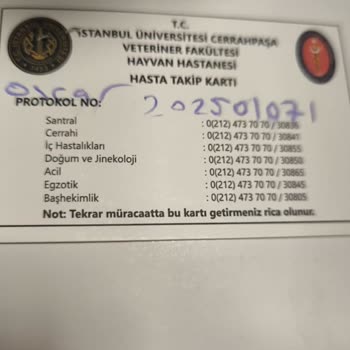 T.C.
İSTANBUL ÜNİVERSİTESİ CERRAHPAŞA
VETERİNER FAKÜLTESİ
HAYVAN HASTANESİ
HASTA TAKİP KARTI
PROTOKOL NO: 202501071
Santral : 0(212) 473 70 70 / 30836
Cerrahi : 0(212) 473 70 70 / 30841
İç Hastalıkları : 0(212) 473 70 70 / 30855
Doğum ve Jinekoloji : 0(212) 473 70 70 / 30850
Acil : 0(212) 473 70 70 / 30865
Egzotik : 0(212) 473 70 70 / 30845
Başhekimlik : 0(212) 473 70 70 / 30805
Not: Tekrar müracaatta bu kartı getirmeniz rica olunur.